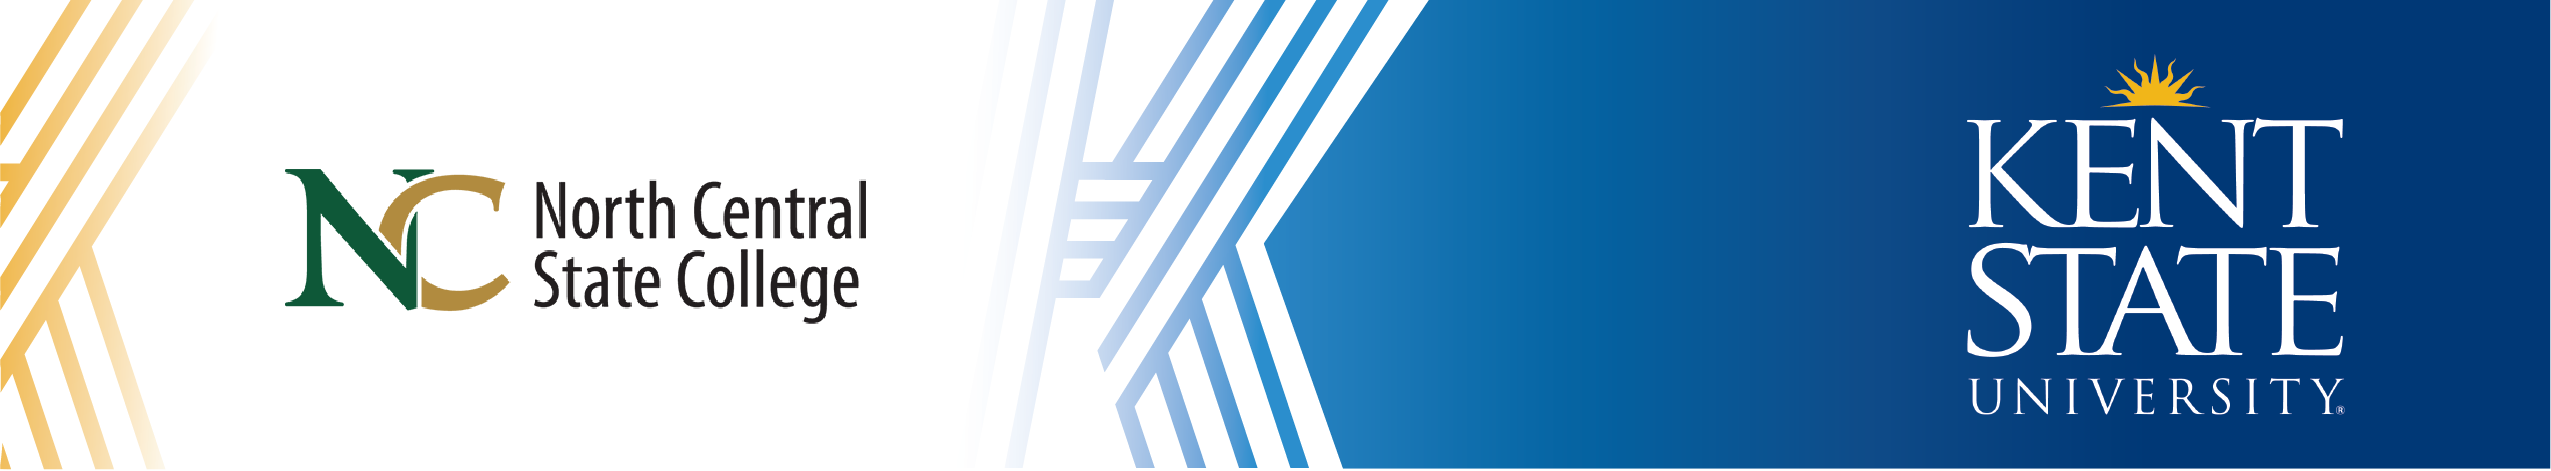 NC
North Central
State College
KENT
STATE
UNIVERSITY®